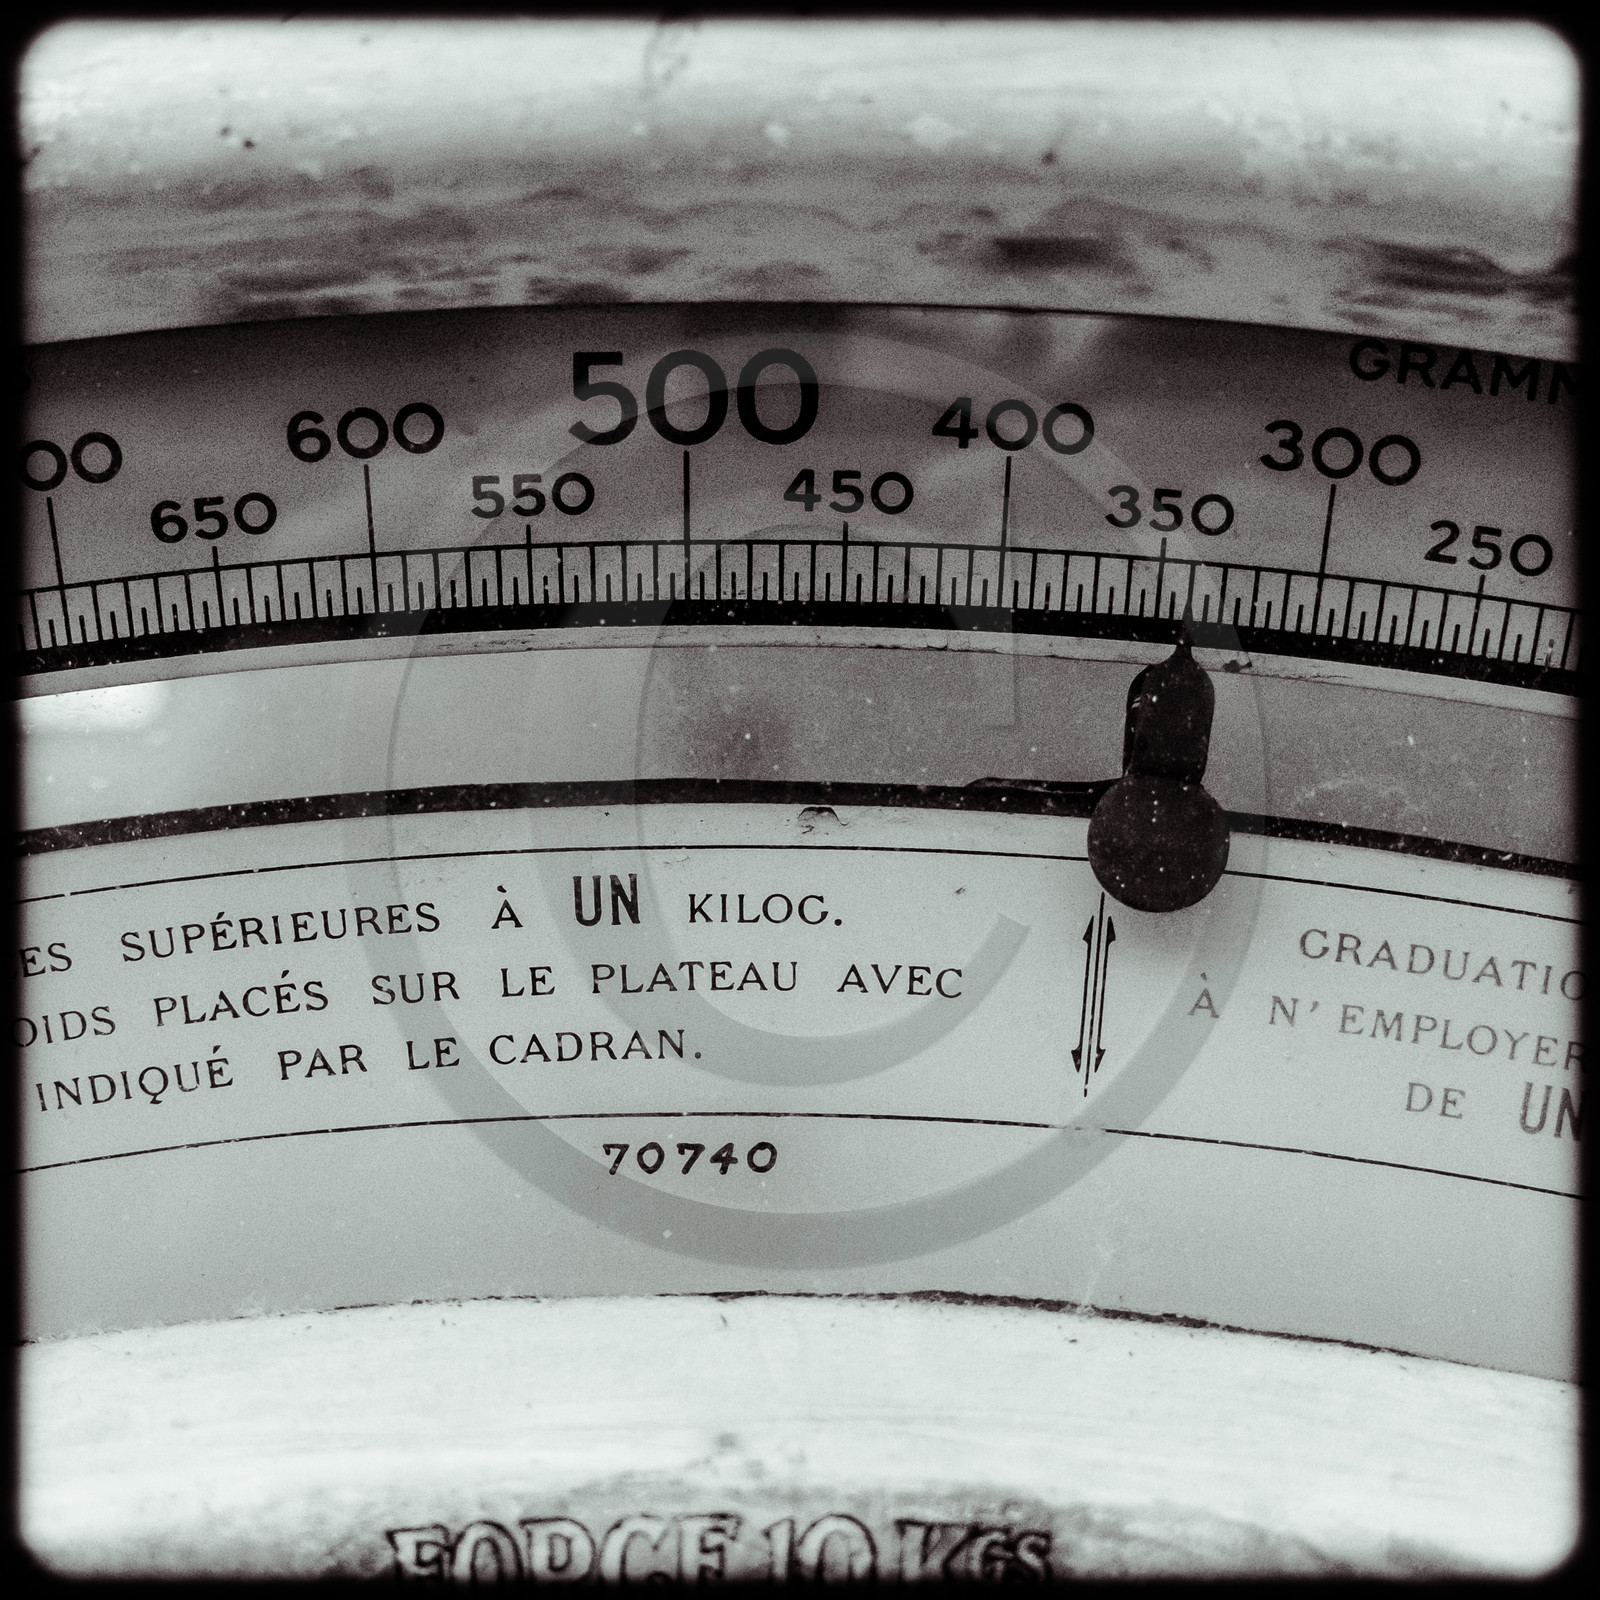 GRAMM
00 600 500 400 300
650 550 450 350 250
ES SUPÉRIEURES À UN KILOG.
OIDS PLACÉS SUR LE PLATEAU AVEC
INDIQUÉ PAR LE CADRAN.
GRADUATIO
À N'EMPLOYER
DE UN
70740
FORCE 10 KGS